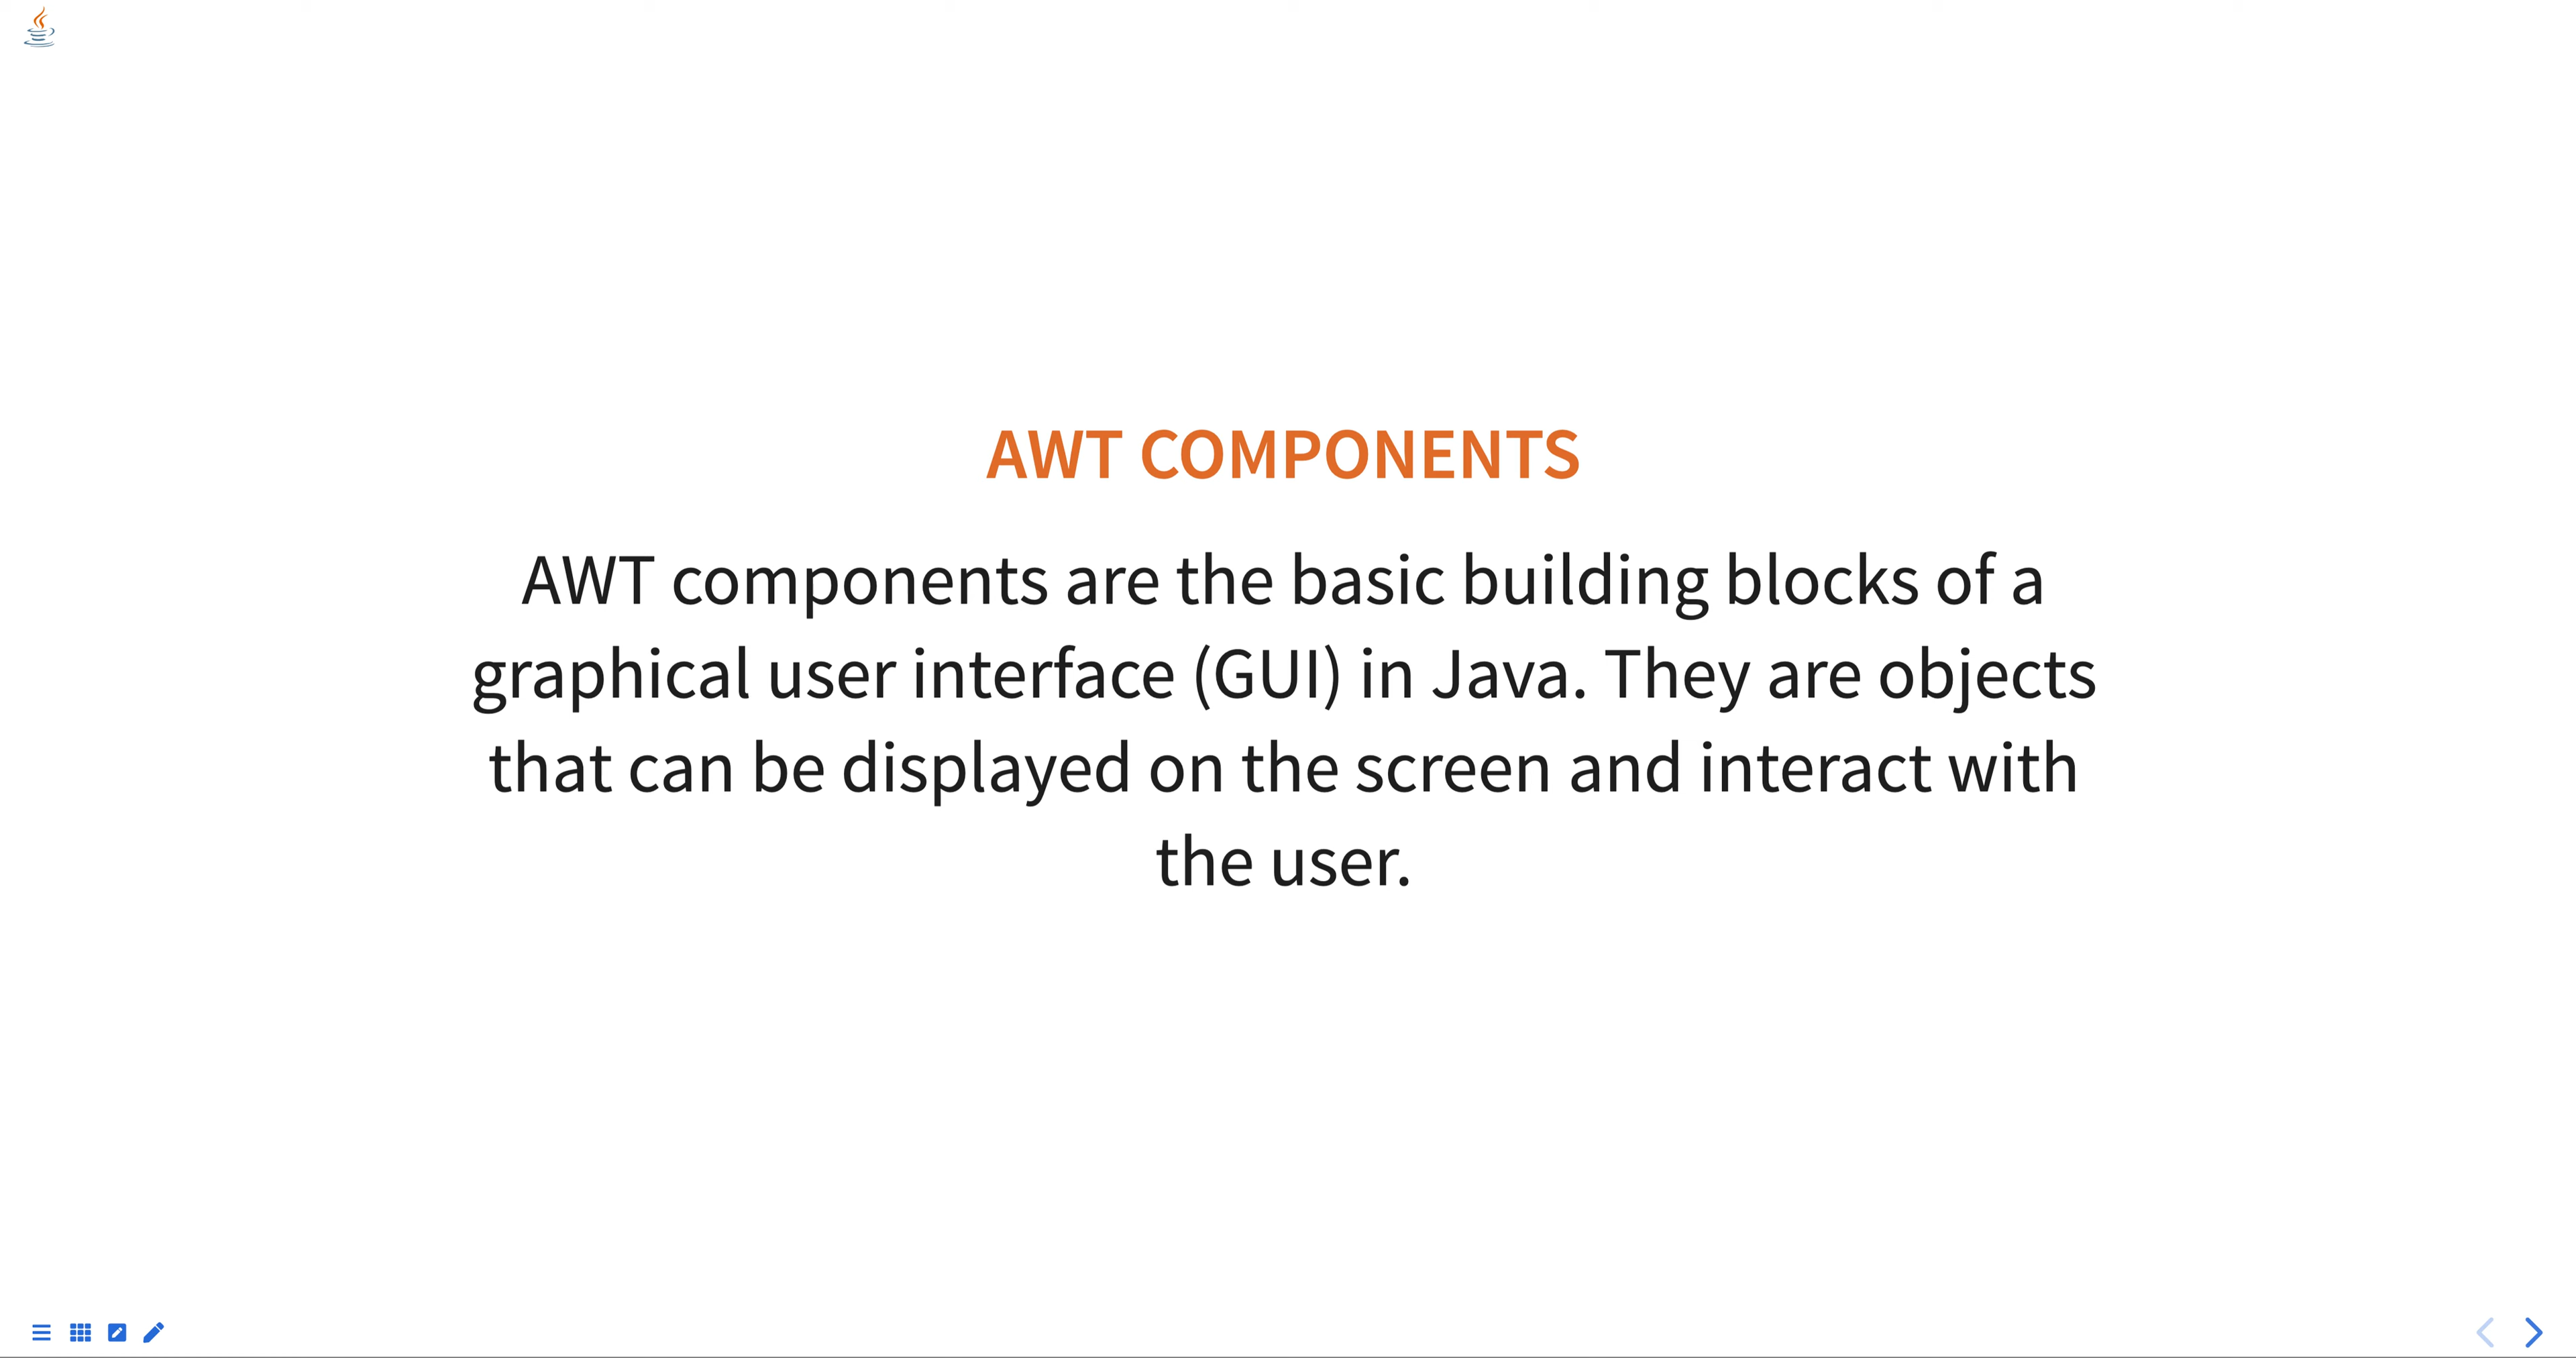 AWT COMPONENTS
AWT components are the basic building blocks of a
graphical user interface (GUI) in Java. They are objects
that can be displayed on the screen and interact with
the user.